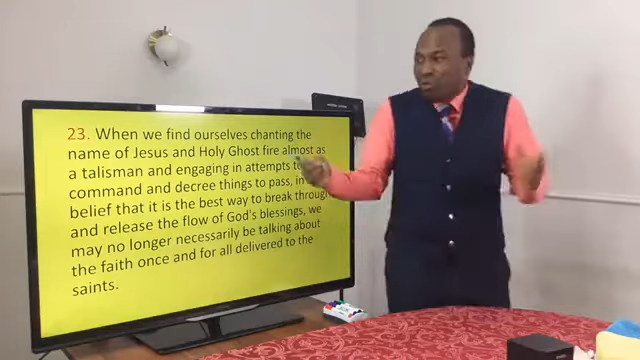 23. When we find ourselves chanting the
name of Jesus and Holy Ghost fire almost as
a talisman and engaging in attempts to
command and decree things to pass, in
belief that it is the best way to break through
and release the flow of God's blessings, we
may no longer necessarily be talking about
the faith once and for all delivered to the
saints.